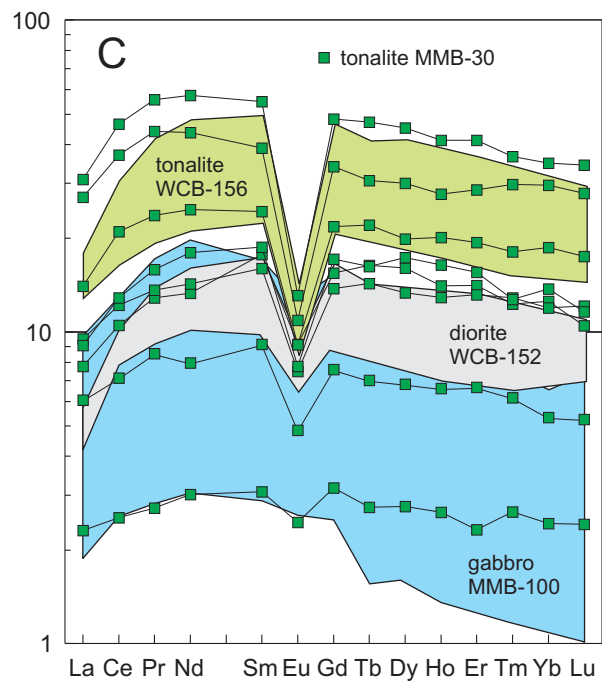 100
C
tonalite MMB-30
tonalite
WCB-156
10
diorite
WCB-152
gabbro
MMB-100
1
La Ce Pr Nd Sm Eu Gd Tb Dy Ho Er Tm Yb Lu